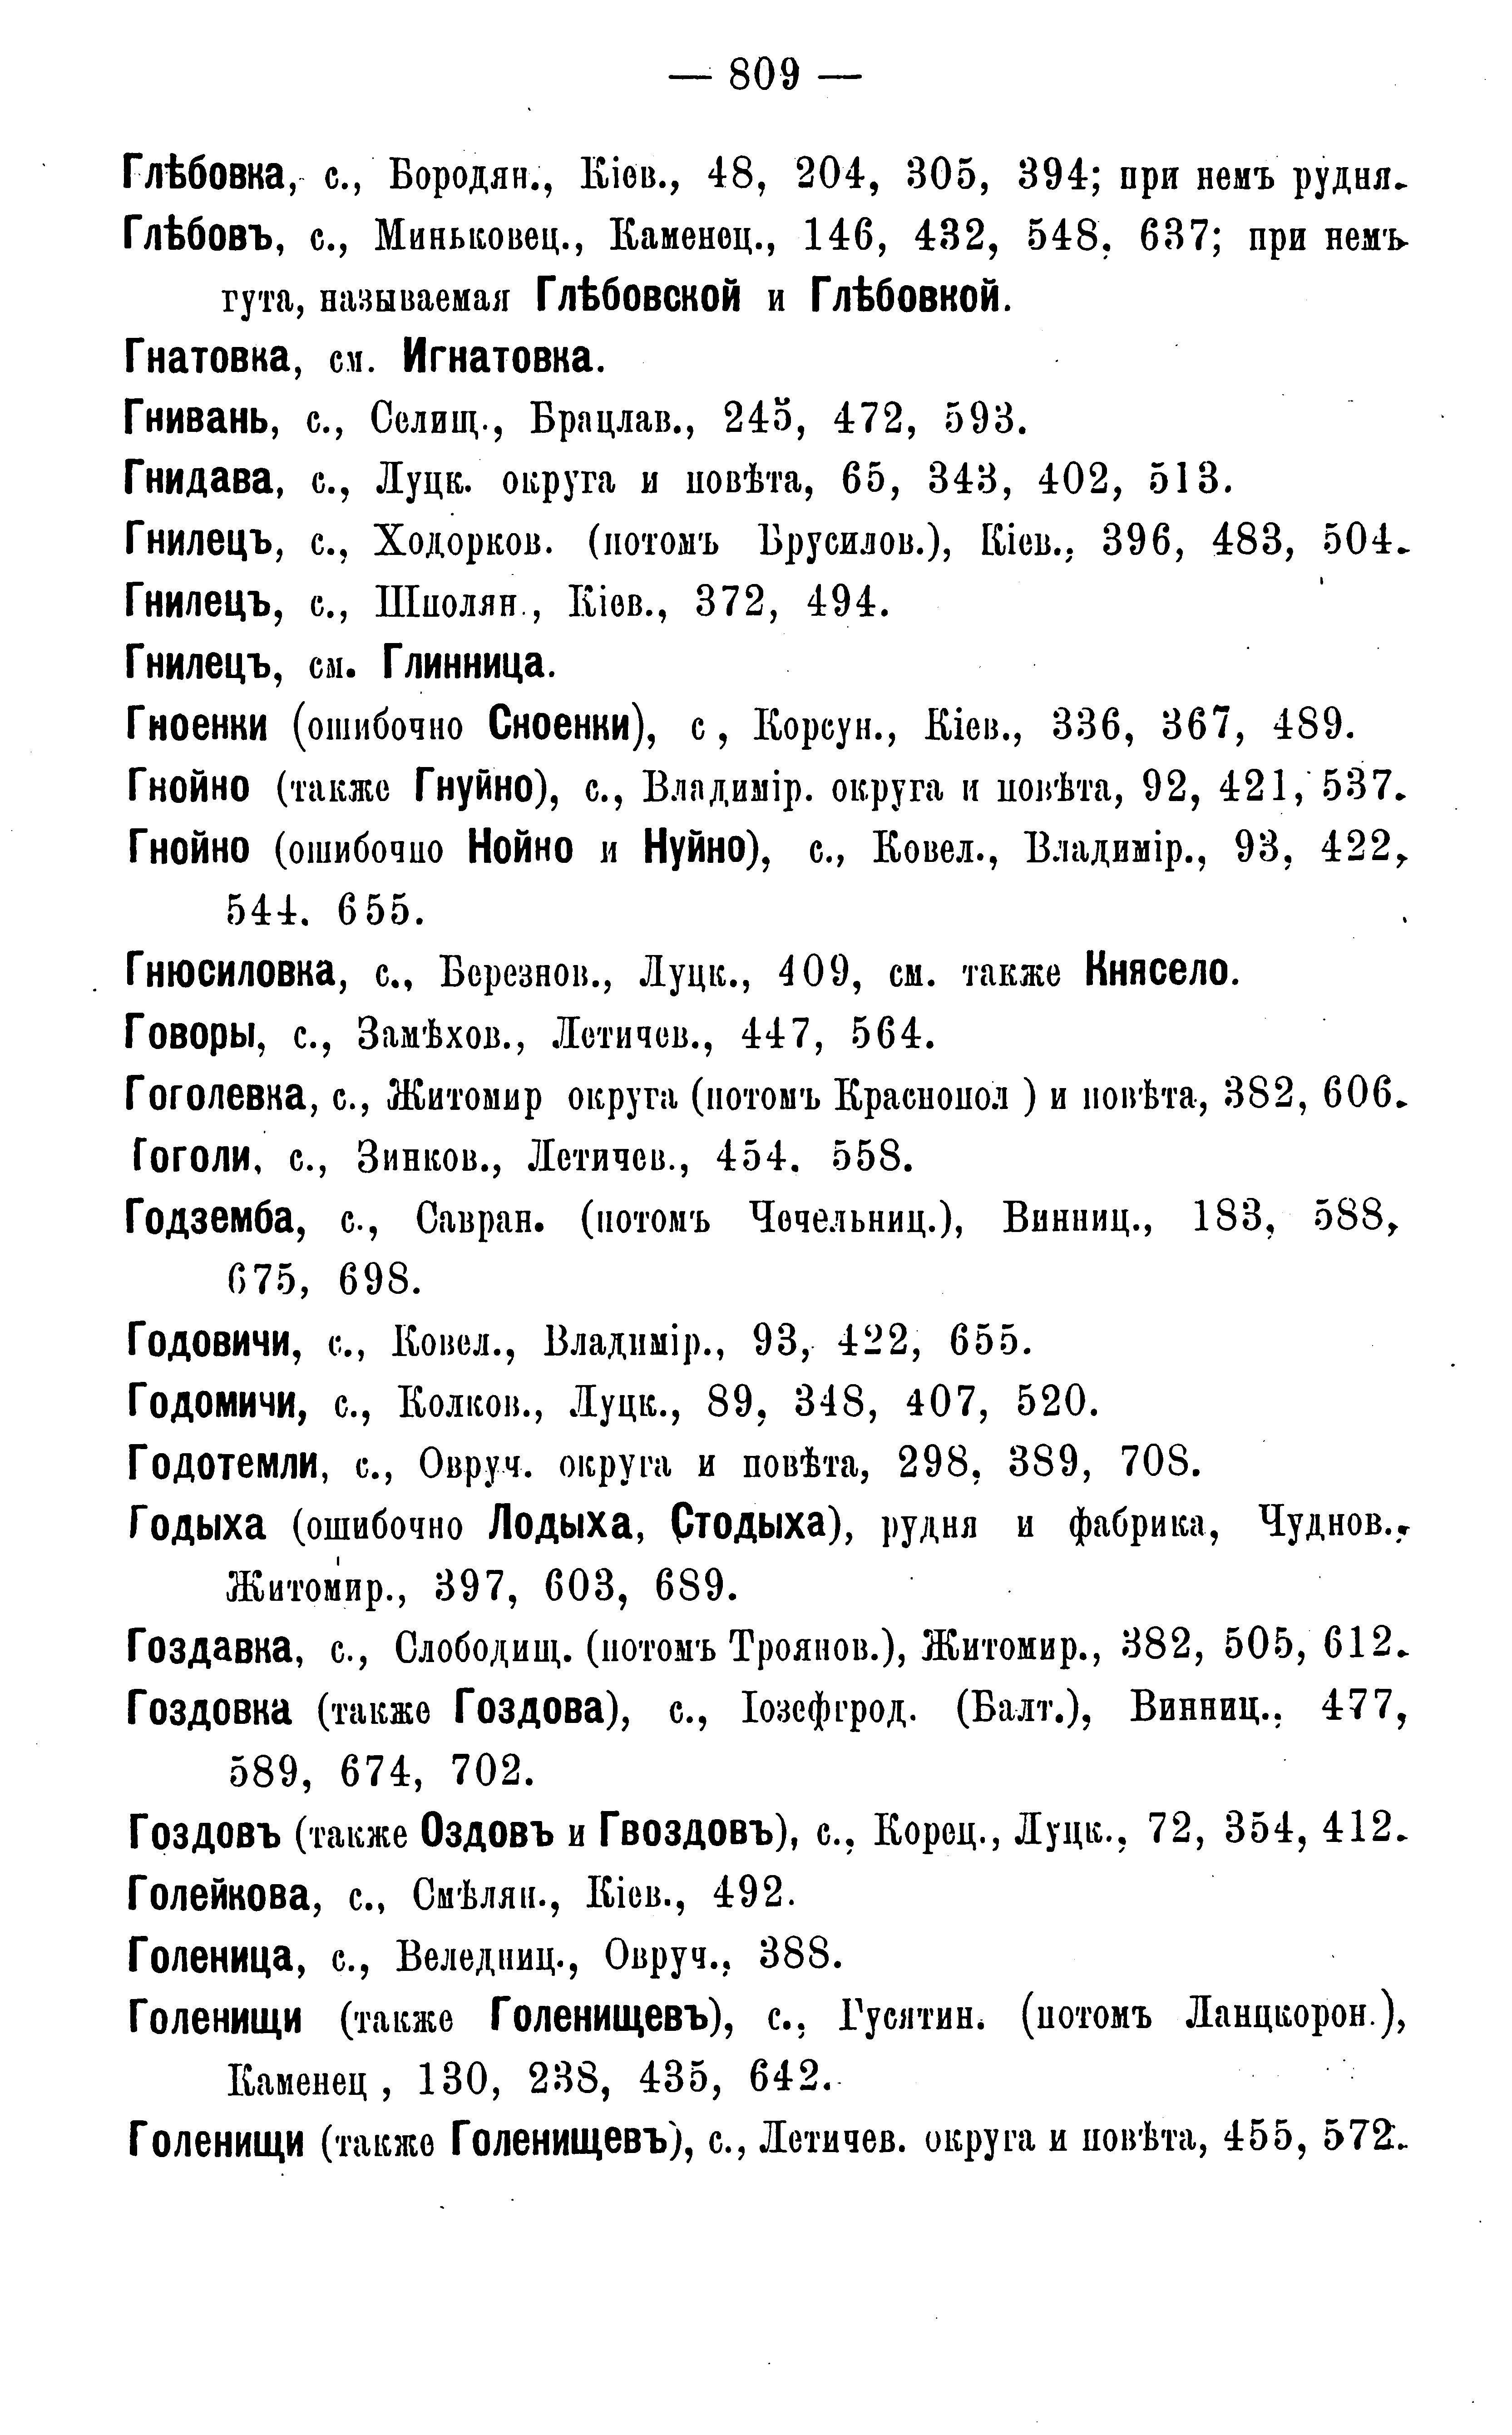 — 809 —
Глѣбовка, с., Бородян., Кіев., 48, 204, 305, 394; при немъ рудня.
Глѣбовъ, с., Миньковец., Каменец., 146, 432, 548, 637; при немъ
гута, называемая Глѣбовской и Глѣбовкой.
Гнатовка, см. Игнатовка.
Гнивань, с., Селищ., Брацлав., 245, 472, 593.
Гнидава, с., Луцк. округа и повѣта, 65, 343, 402, 513.
Гнилецъ, с., Ходорков. (потомъ Брусилов.), Кіев., 396, 483, 504.
Гнилецъ, с., Шполян., Кіев., 372, 494.
Гнилецъ, см. Глинница.
Гноенки (ошибочно Сноенки), с , Корсун., Кіев., 336, 367, 489.
Гнойно (также Гнуйно), с., Владимір. округа и повѣта, 92, 421, 537.
Гнойно (ошибочно Нойно и Нуйно), с., Ковел., Владимір., 93, 422,
544. 655.
Гнюсиловка, с., Березнов., Луцк., 409, см. также Княсело.
Говоры, с., Замѣхов., Летичев., 447, 564.
Гоголевка, с., Житомир округа (потомъ Краснопол ) и повѣта, 382, 606.
Гоголи, с., Зинков., Летичев., 454. 558.
Годземба, с., Савран. (потомъ Чечельниц.), Винниц., 183, 588,
675, 698.
Годовичи, с., Ковел., Владимір., 93, 422, 655.
Годомичи, с., Колков., Луцк., 89, 348, 407, 520.
Годотемли, с., Овруч. округа и повѣта, 298, 389, 708.
Годыха (ошибочно Лодыха, Стодыха), рудня и фабрика, Чуднов.,
Житомир., 397, 603, 689.
Гоздавка, с., Слободищ. (потомъ Троянов.), Житомир., 382, 505, 612.
Гоздовка (также Гоздова), с., Іозефгрод. (Балт.), Винниц., 477,
589, 674, 702.
Гоздовъ (также Оздовъ и Гвоздовъ), с., Корец., Луцк., 72, 354, 412.
Голейкова, с., Смѣлян., Кіев., 492.
Голеница, с., Веледниц., Овруч., 388.
Голенищи (также Голенищевъ), с., Гусятин. (потомъ Ланцкорон.),
Каменец , 130, 238, 435, 642.
Голенищи (также Голенищевъ), с., Летичев. округа и повѣта, 455, 572.